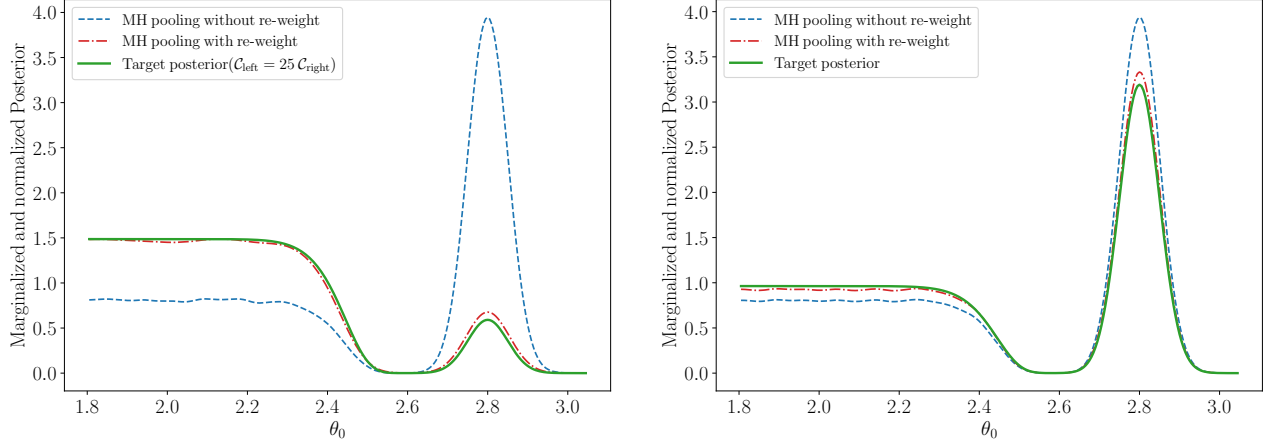 MH pooling without re-weight
MH pooling with re-weight
Target posterior(𝒞left = 25 𝒞right)
Marginalized and normalized Posterior
4.0
3.5
3.0
2.5
2.0
1.5
1.0
0.5
0.0
1.8 2.0 2.2 2.4 2.6 2.8 3.0
θ0
MH pooling without re-weight
MH pooling with re-weight
Target posterior
Marginalized and normalized Posterior
4.0
3.5
3.0
2.5
2.0
1.5
1.0
0.5
0.0
1.8 2.0 2.2 2.4 2.6 2.8 3.0
θ0